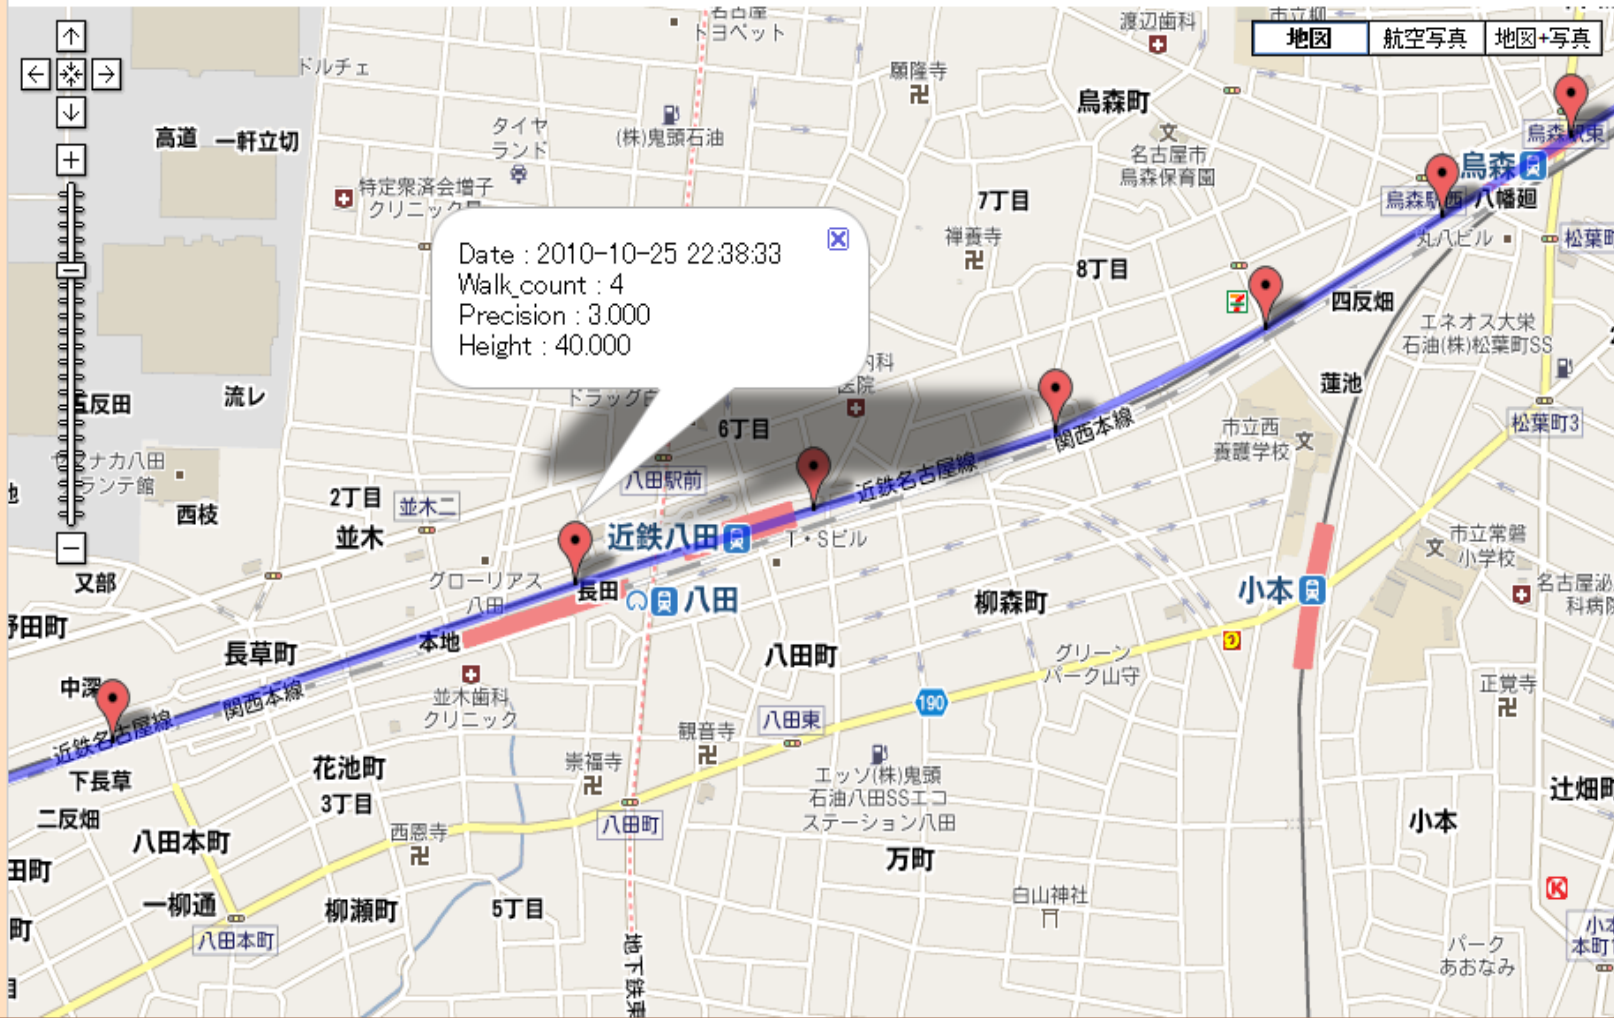 名古屋
トヨペット
渡辺歯科
地図
航空写真
地図+写真
ドルチェ
願隆寺
烏森町
高道
一軒立切
タイヤ
ランド
(株)鬼頭石油
名古屋市
烏森保育園
烏森
特定衆済会増子
7丁目
八幡廻
禅養寺
丸八ビル
8丁目
Date : 2010-10-25 22:38:33
Walk_count : 4
Precision : 3.000
Height : 40.000
四反畑
エネオス大栄
石油(株)松葉町SS
医院
蓮池
流レ
6丁目
市立西
養護学校
松葉町3
関西本線
近鉄名古屋線
八田駅前
2丁目
並木二
西枝
並木
近鉄八田
T・Sビル
市立常磐
小学校
又部
グローリアス
八田
長田
八田
柳森町
小本
本地
長草町
八田町
グリーン
パーク山守
並木歯科
クリニック
関西本線
近鉄名古屋線
190
正覚寺
八田東
観音寺
下長草
花池町
3丁目
崇福寺
エッソ(株)鬼頭
石油八田SSエコ
ステーション八田
二反畑
八田本町
西恩寺
八田町
小本
万町
一柳通
柳瀬町
5丁目
白山神社
八田本町
パーク
あおなみ